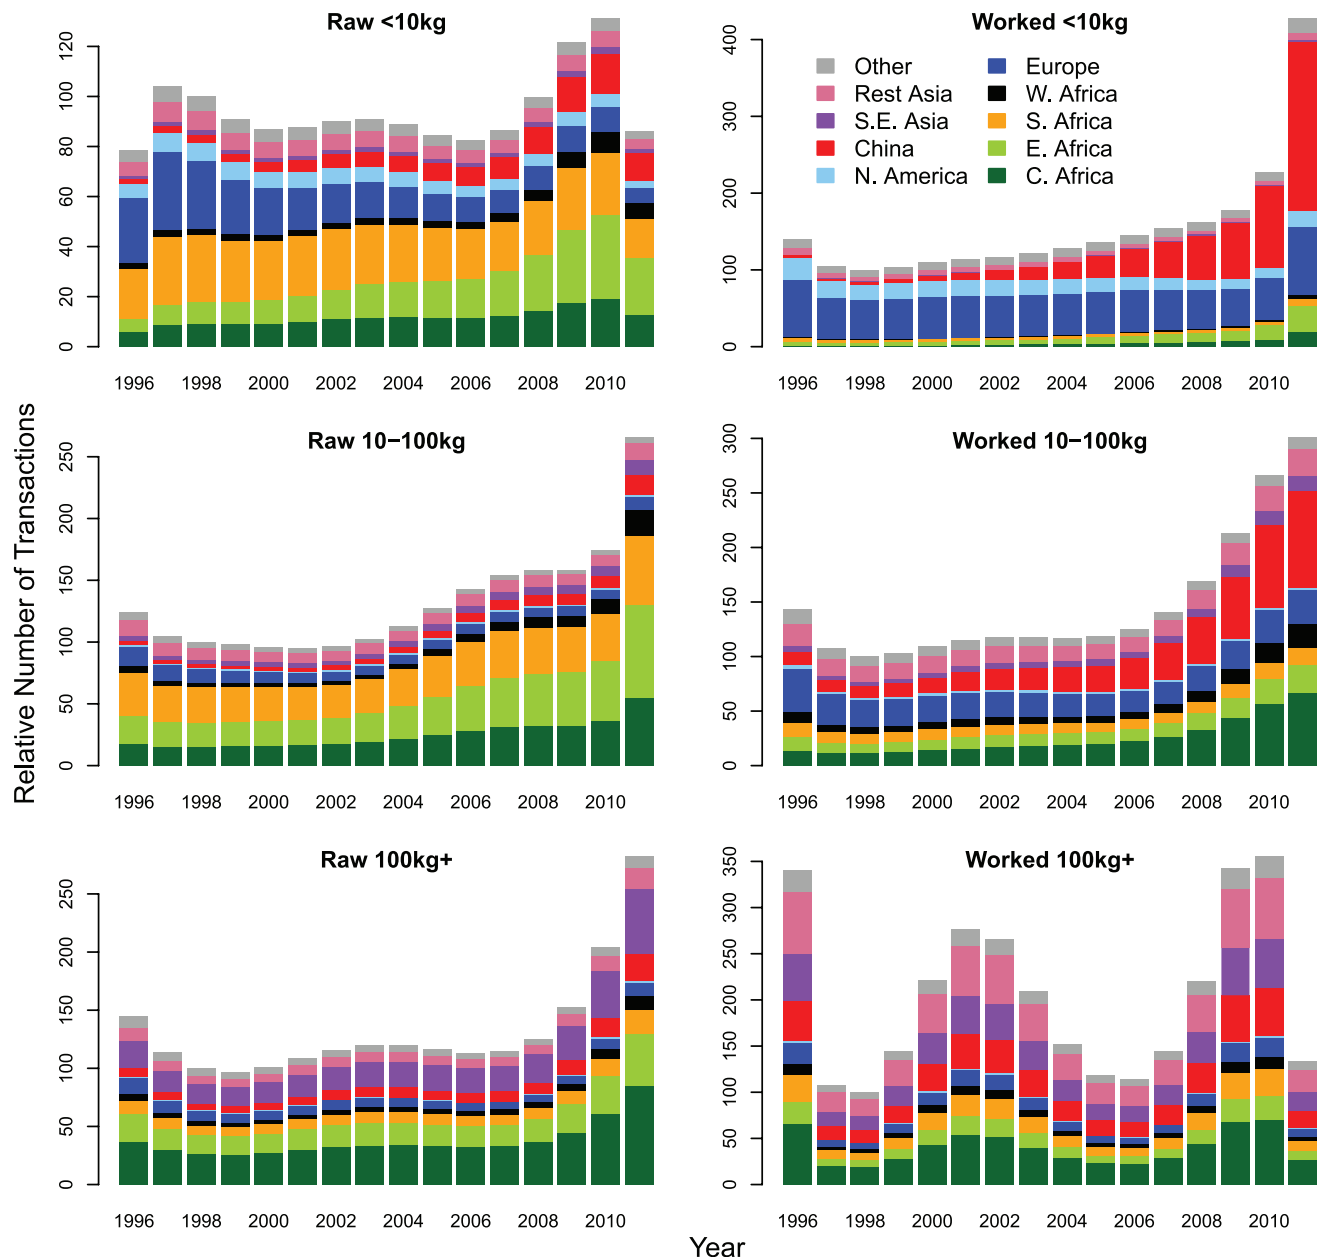 Raw <10kg
0 20 40 60 80 100 120
1996 1998 2000 2002 2004 2006 2008 2010
Worked <10kg
0 100 200 300 400
Other Europe
Rest Asia W. Africa
S.E. Asia S. Africa
China E. Africa
N. America C. Africa
1996 1998 2000 2002 2004 2006 2008 2010
Relative Number of Transactions
Raw 10−100kg
0 50 100 150 200 250
1996 1998 2000 2002 2004 2006 2008 2010
Worked 10−100kg
0 50 100 150 200 250 300
1996 1998 2000 2002 2004 2006 2008 2010
Raw 100kg+
0 50 100 150 200 250
1996 1998 2000 2002 2004 2006 2008 2010
Worked 100kg+
0 50 100 150 200 250 300 350
1996 1998 2000 2002 2004 2006 2008 2010
Year